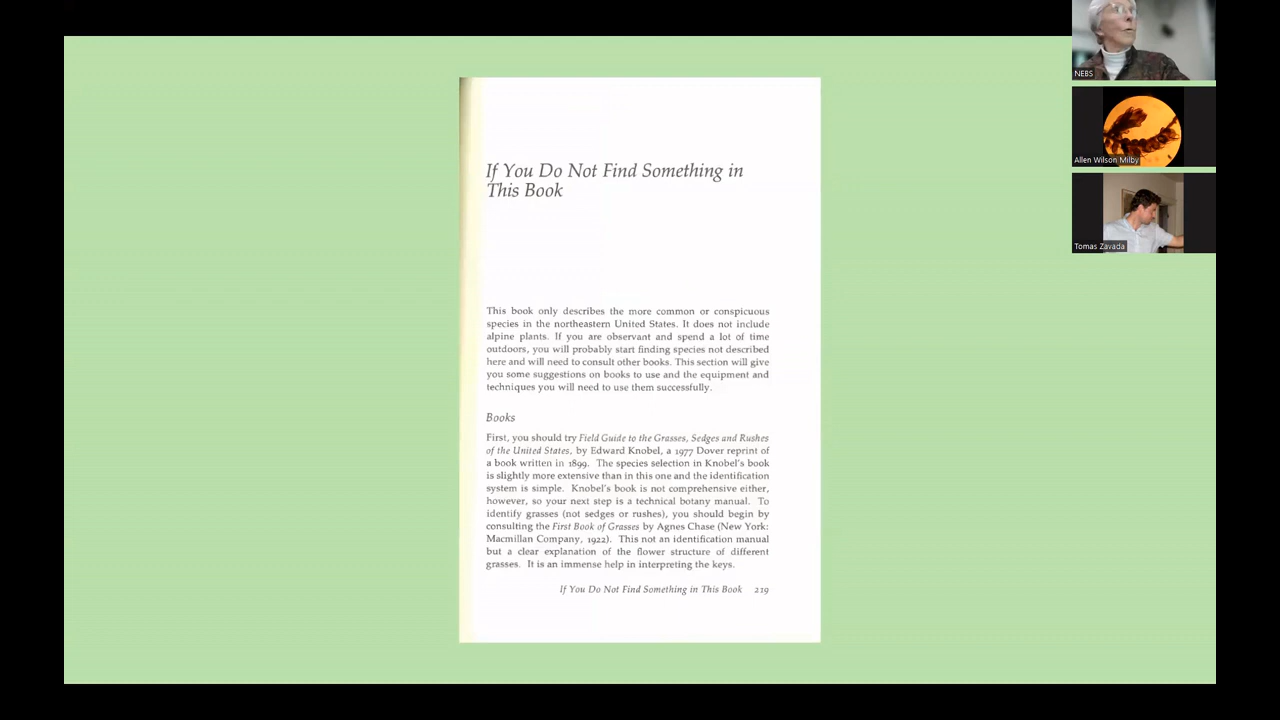 If You Do Not Find Something in
This Book
This book only describes the more common or conspicuous
species in the northeastern United States. It does not include
alpine plants. If you are observant and spend a lot of time
outdoors, you will probably start finding species not described
here and will need to consult other books. This section will give
you some suggestions on books to use and the equipment and
techniques you will need to use them successfully.
Books
First, you should try Field Guide to the Grasses, Sedges and Rushes
of the United States, by Edward Knobel, a 1977 Dover reprint of
a book written in 1899. The species selection in Knobel's book
is slightly more extensive than in this one and the identification
system is simple. Knobel's book is not comprehensive either,
however, so your next step is a technical botany manual. To
identify grasses (not sedges or rushes), you should begin by
consulting the First Book of Grasses by Agnes Chase (New York:
Macmillan Company, 1922). This not an identification manual
but a clear explanation of the flower structure of different
grasses. It is an immense help in interpreting the keys.
If You Do Not Find Something in This Book 219
NEBS
Allen Wilson Milby
Tomas Zavada